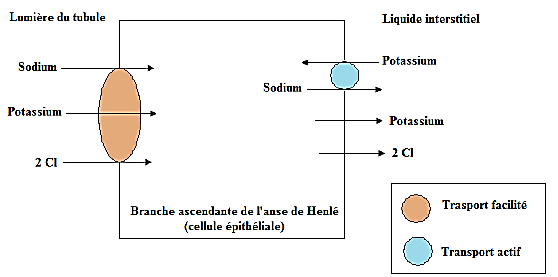 Lumière du tubule
Liquide interstitiel
Sodium
Potassium
2 Cl
Potassium
Sodium
Potassium
2 Cl
Branche ascendante de l'anse de Henlé
(cellule épithéliale)
Trasport facilité
Transport actif